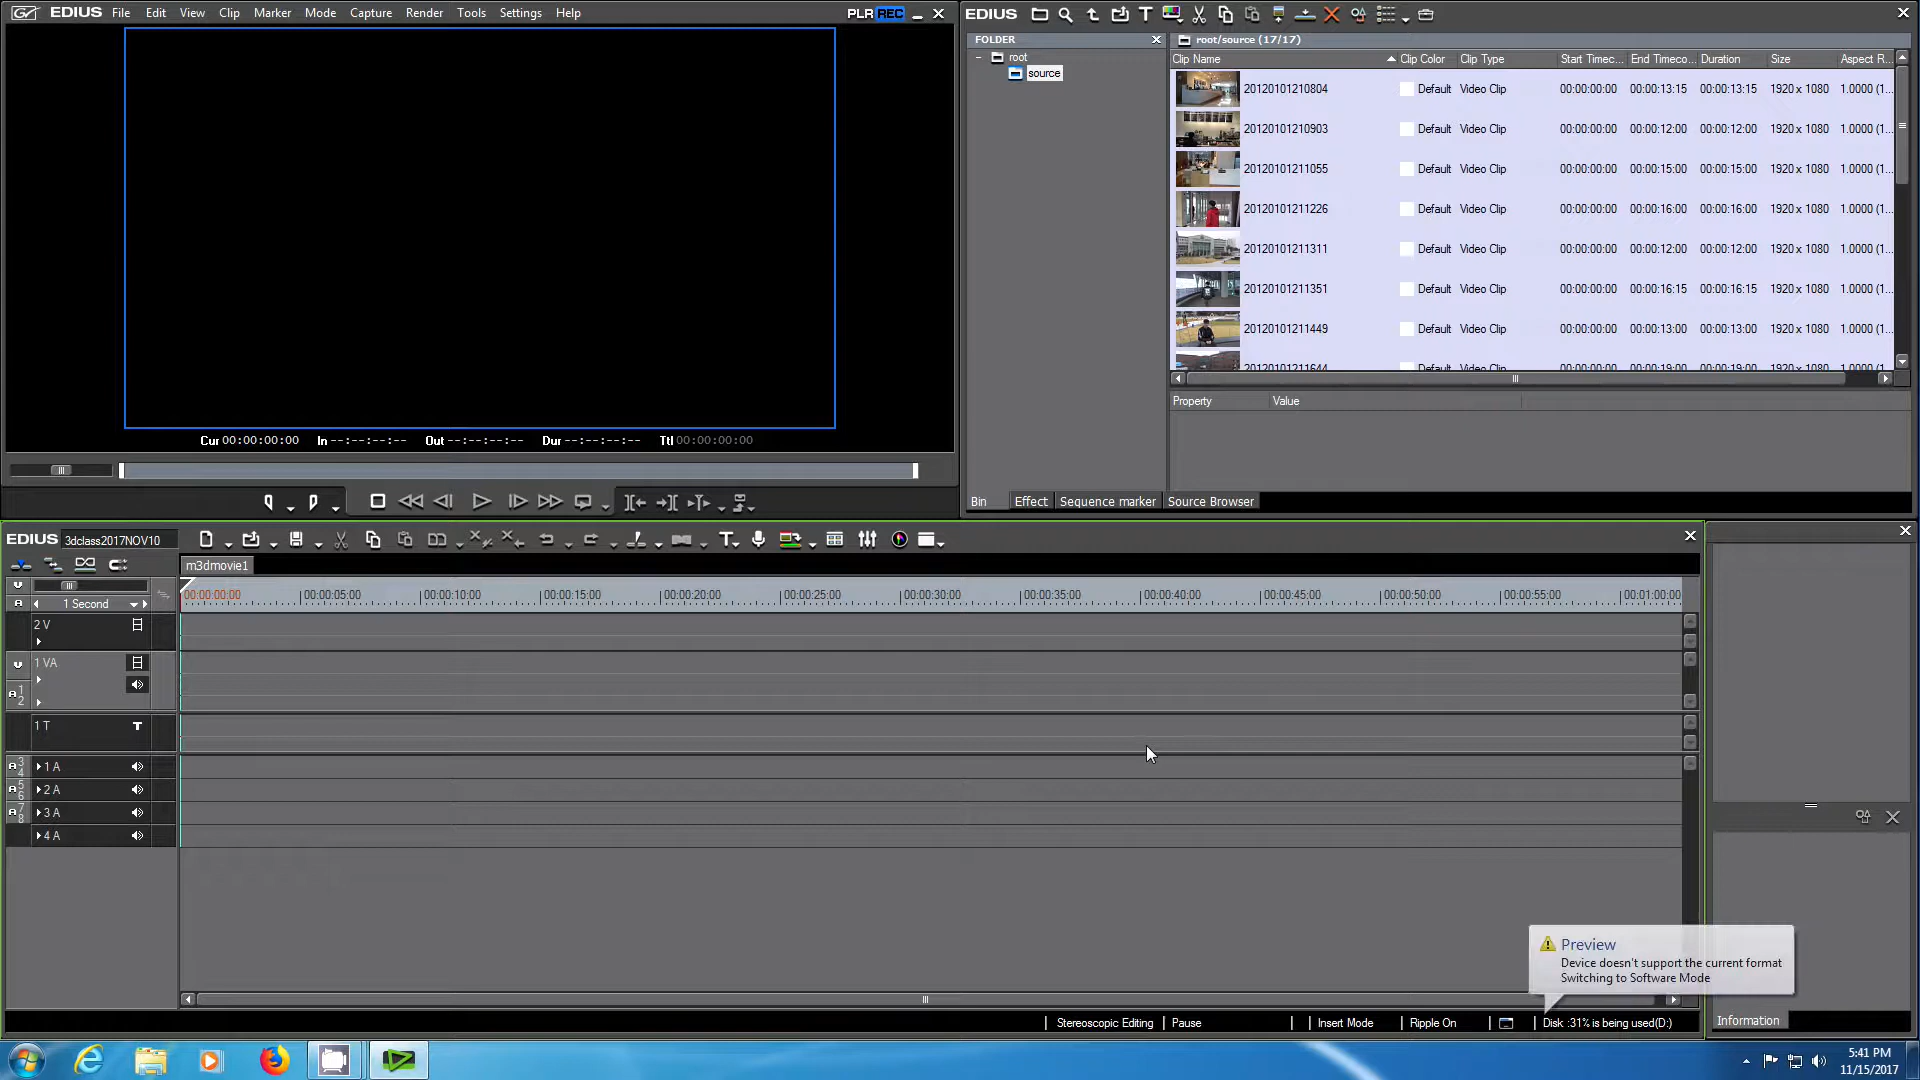 EDIUS File Edit View Clip Marker Mode Capture Render Tools Settings Help PLR REC
EDIUS
FOLDER
root
source
root/source (17/17)
Clip Name Clip Color Clip Type Start Timec... End Timeco... Duration Size Aspect R...
20120101210804 Default Video Clip 00:00:00:00 00:00:13:15 00:00:13:15 1920 x 1080 1.0000 (1...
20120101210903 Default Video Clip 00:00:00:00 00:00:12:00 00:00:12:00 1920 x 1080 1.0000 (1...
20120101211055 Default Video Clip 00:00:00:00 00:00:15:00 00:00:15:00 1920 x 1080 1.0000 (1...
20120101211226 Default Video Clip 00:00:00:00 00:00:16:00 00:00:16:00 1920 x 1080 1.0000 (1...
20120101211311 Default Video Clip 00:00:00:00 00:00:12:00 00:00:12:00 1920 x 1080 1.0000 (1...
20120101211351 Default Video Clip 00:00:00:00 00:00:16:15 00:00:16:15 1920 x 1080 1.0000 (1...
20120101211449 Default Video Clip 00:00:00:00 00:00:13:00 00:00:13:00 1920 x 1080 1.0000 (1...
20120101211644 Default Video Clip 00:00:00:00 00:00:19:00 00:00:19:00 1920 x 1080 1.0000 (1...
Property Value
Cur 00:00:00:00 In --:--:--:-- Out --:--:--:-- Dur --:--:--:-- Ttl 00:00:00:00
Bin Effect Sequence marker Source Browser
EDIUS 3dclass2017NOV10
m3dmovie1
1 Second
00:00:00:00 00:00:05:00 00:00:10:00 00:00:15:00 00:00:20:00 00:00:25:00 00:00:30:00 00:00:35:00 00:00:40:00 00:00:45:00 00:00:50:00 00:00:55:00 00:01:00:00
2 V
1 VA
1
2
1 T T
3
4
1 A
5
6
2 A
7
8
3 A
4 A
Preview
Device doesn't support the current format
Switching to Software Mode
Stereoscopic Editing Pause Insert Mode Ripple On Disk :31% is being used(D:)
Information
5:41 PM
11/15/2017